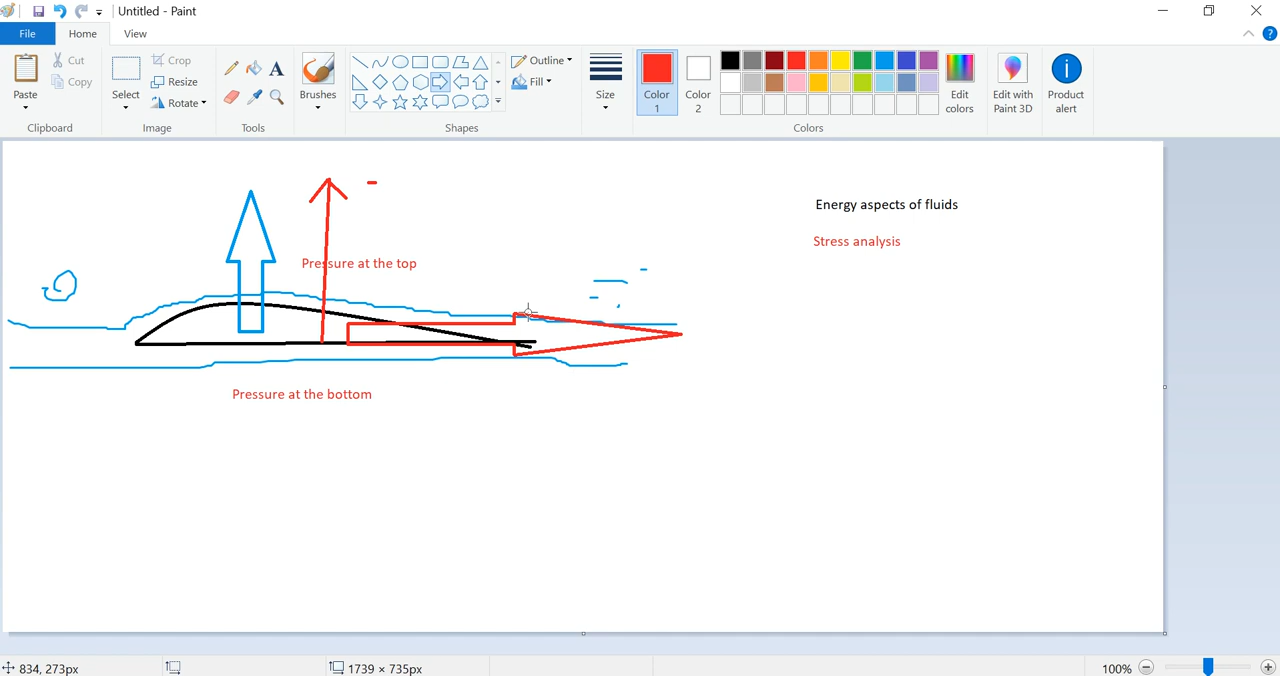 Untitled - Paint
File
Home
View
Paste
Cut
Copy
Clipboard
Select
Crop
Resize
Rotate
Image
Tools
Brushes
Shapes
Outline
Fill
Size
Color 1
Color 2
Colors
Edit colors
Edit with Paint 3D
Product alert
Energy aspects of fluids
Stress analysis
Pressure at the top
Pressure at the bottom
834, 273px
1739 × 735px
100%